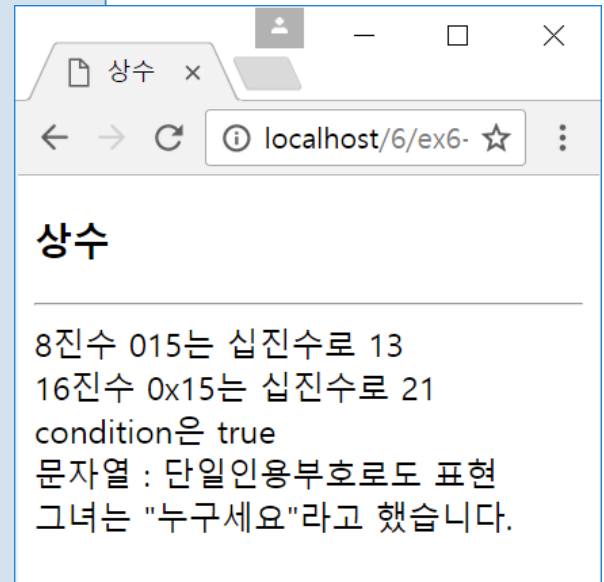 상수
localhost/6/ex6-
상수
8진수 015는 십진수로 13
16진수 0x15는 십진수로 21
condition은 true
문자열 : 단일인용부호로도 표현
그녀는 "누구세요"라고 했습니다.